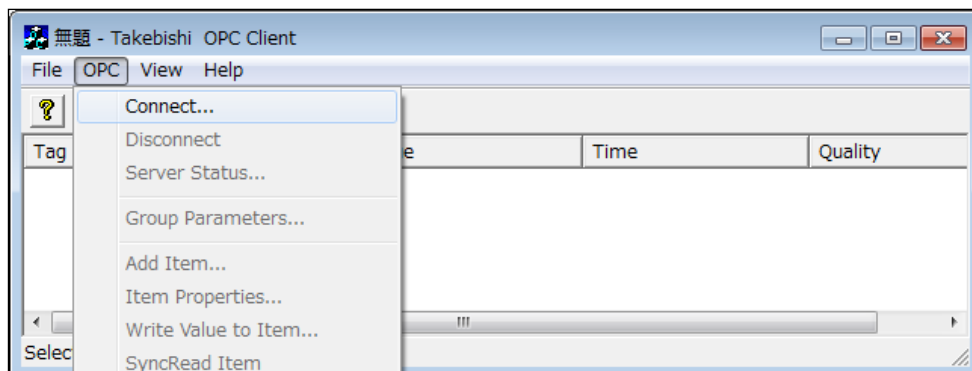 無題 - Takebishi OPC Client
File OPC View Help
Connect...
Disconnect
Tag Time Quality
Server Status...
Group Parameters...
Add Item...
Item Properties...
Write Value to Item...
SyncRead Item